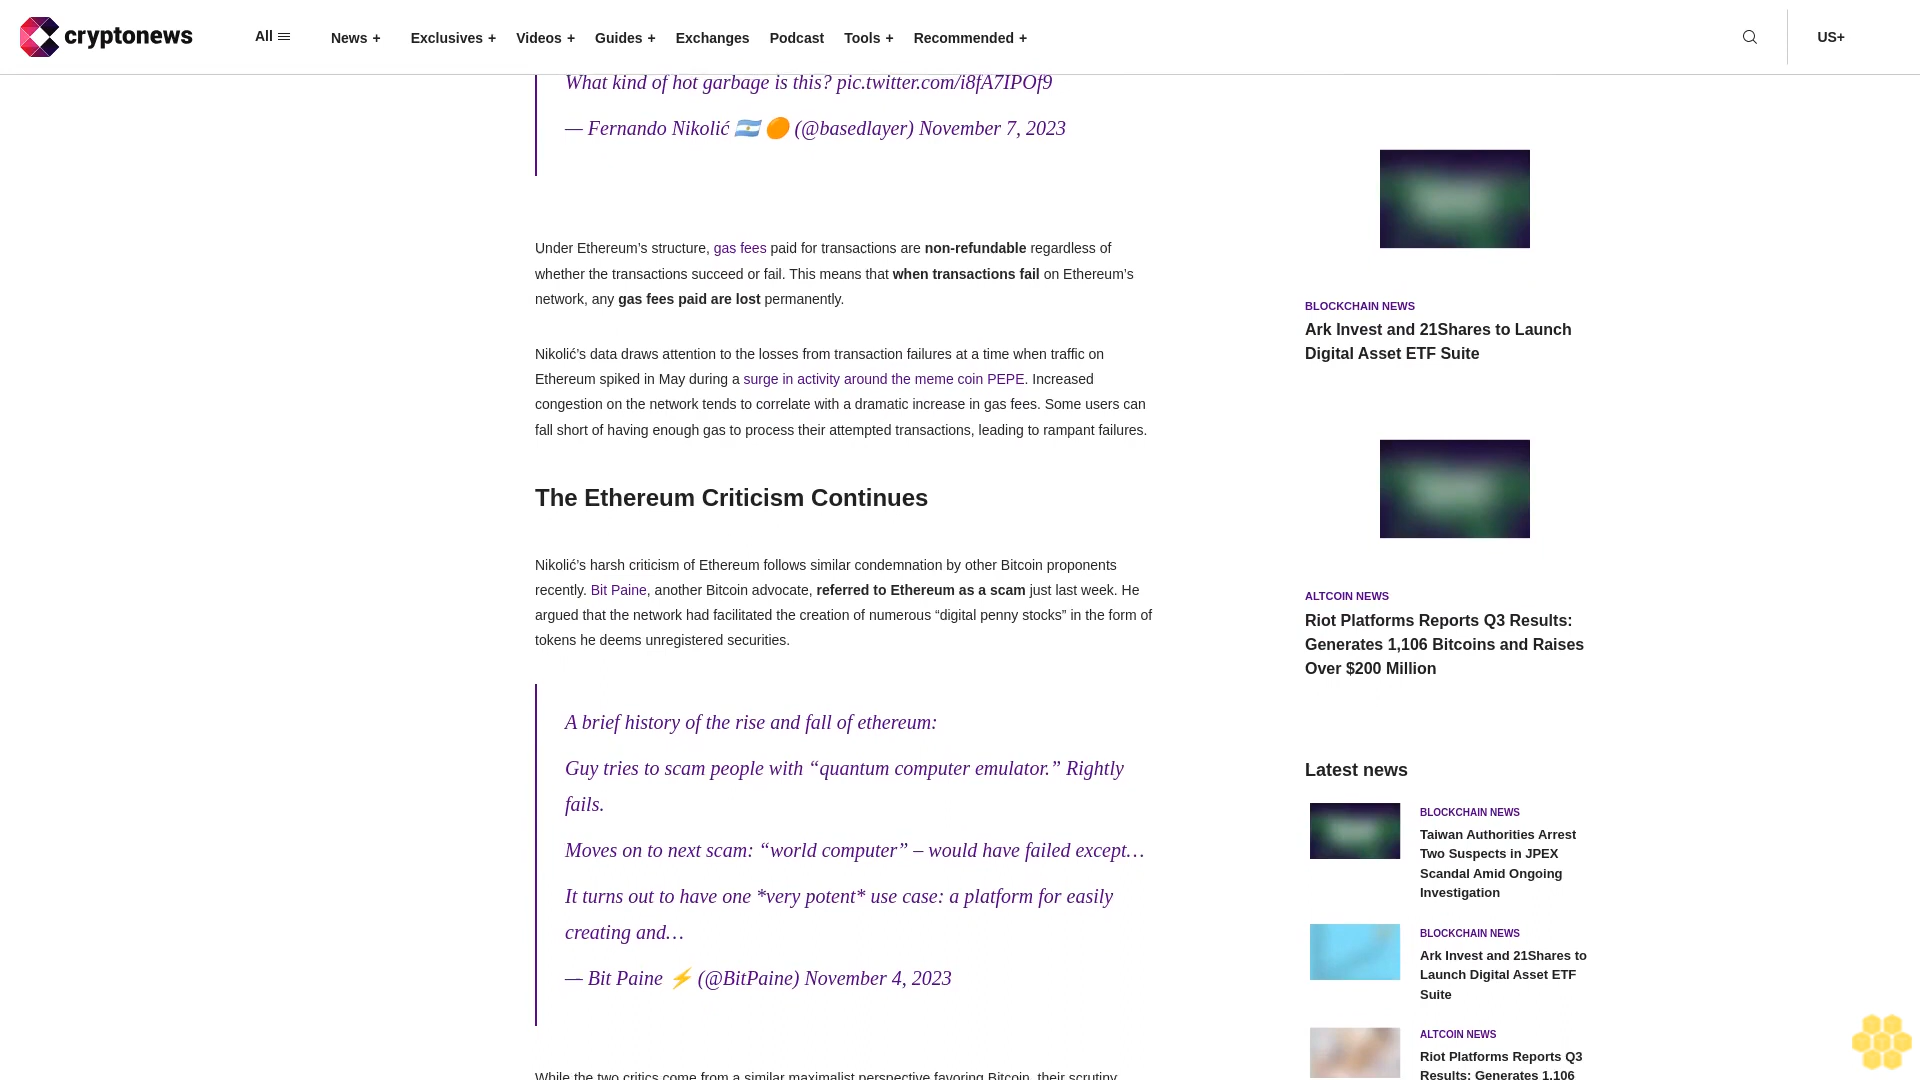 cryptonews
All
News +
Exclusives +
Videos +
Guides +
Exchanges
Podcast
Tools +
Recommended +
US+
What kind of hot garbage is this? pic.twitter.com/i8fA7IPOf9
— Fernando Nikolić 🇦🇷 🟠 (@basedlayer) November 7, 2023
Under Ethereum’s structure, gas fees paid for transactions are non-refundable regardless of
whether the transactions succeed or fail. This means that when transactions fail on Ethereum’s
network, any gas fees paid are lost permanently.
Nikolić’s data draws attention to the losses from transaction failures at a time when traffic on
Ethereum spiked in May during a surge in activity around the meme coin PEPE. Increased
congestion on the network tends to correlate with a dramatic increase in gas fees. Some users can
fall short of having enough gas to process their attempted transactions, leading to rampant failures.
The Ethereum Criticism Continues
Nikolić’s harsh criticism of Ethereum follows similar condemnation by other Bitcoin proponents
recently. Bit Paine, another Bitcoin advocate, referred to Ethereum as a scam just last week. He
argued that the network had facilitated the creation of numerous “digital penny stocks” in the form of
tokens he deems unregistered securities.
A brief history of the rise and fall of ethereum:
Guy tries to scam people with “quantum computer emulator.” Rightly
fails.
Moves on to next scam: “world computer” – would have failed except…
It turns out to have one *very potent* use case: a platform for easily
creating and…
— Bit Paine ⚡ (@BitPaine) November 4, 2023
While the two critics come from a similar maximalist perspective favoring Bitcoin, their scrutiny
BLOCKCHAIN NEWS
Ark Invest and 21Shares to Launch
Digital Asset ETF Suite
ALTCOIN NEWS
Riot Platforms Reports Q3 Results:
Generates 1,106 Bitcoins and Raises
Over $200 Million
Latest news
BLOCKCHAIN NEWS
Taiwan Authorities Arrest
Two Suspects in JPEX
Scandal Amid Ongoing
Investigation
BLOCKCHAIN NEWS
Ark Invest and 21Shares to
Launch Digital Asset ETF
Suite
ALTCOIN NEWS
Riot Platforms Reports Q3
Results: Generates 1,106